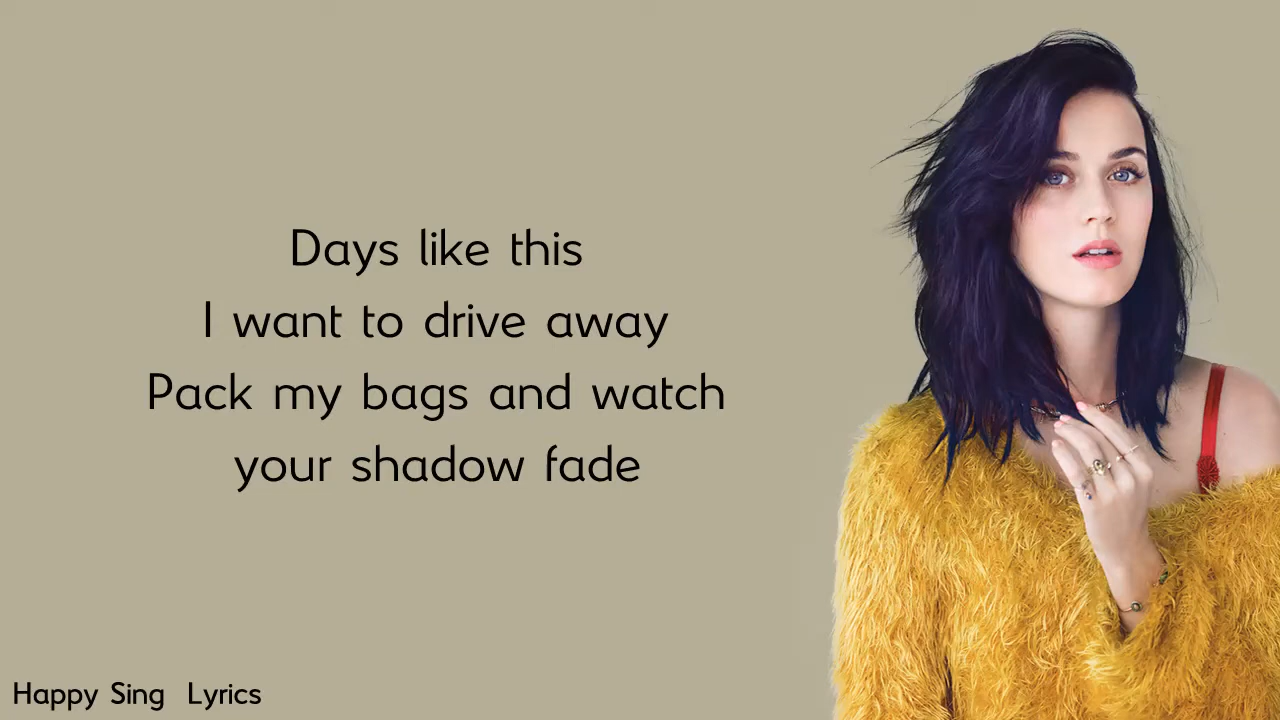 Days like this
I want to drive away
Pack my bags and watch
your shadow fade
Happy Sing Lyrics